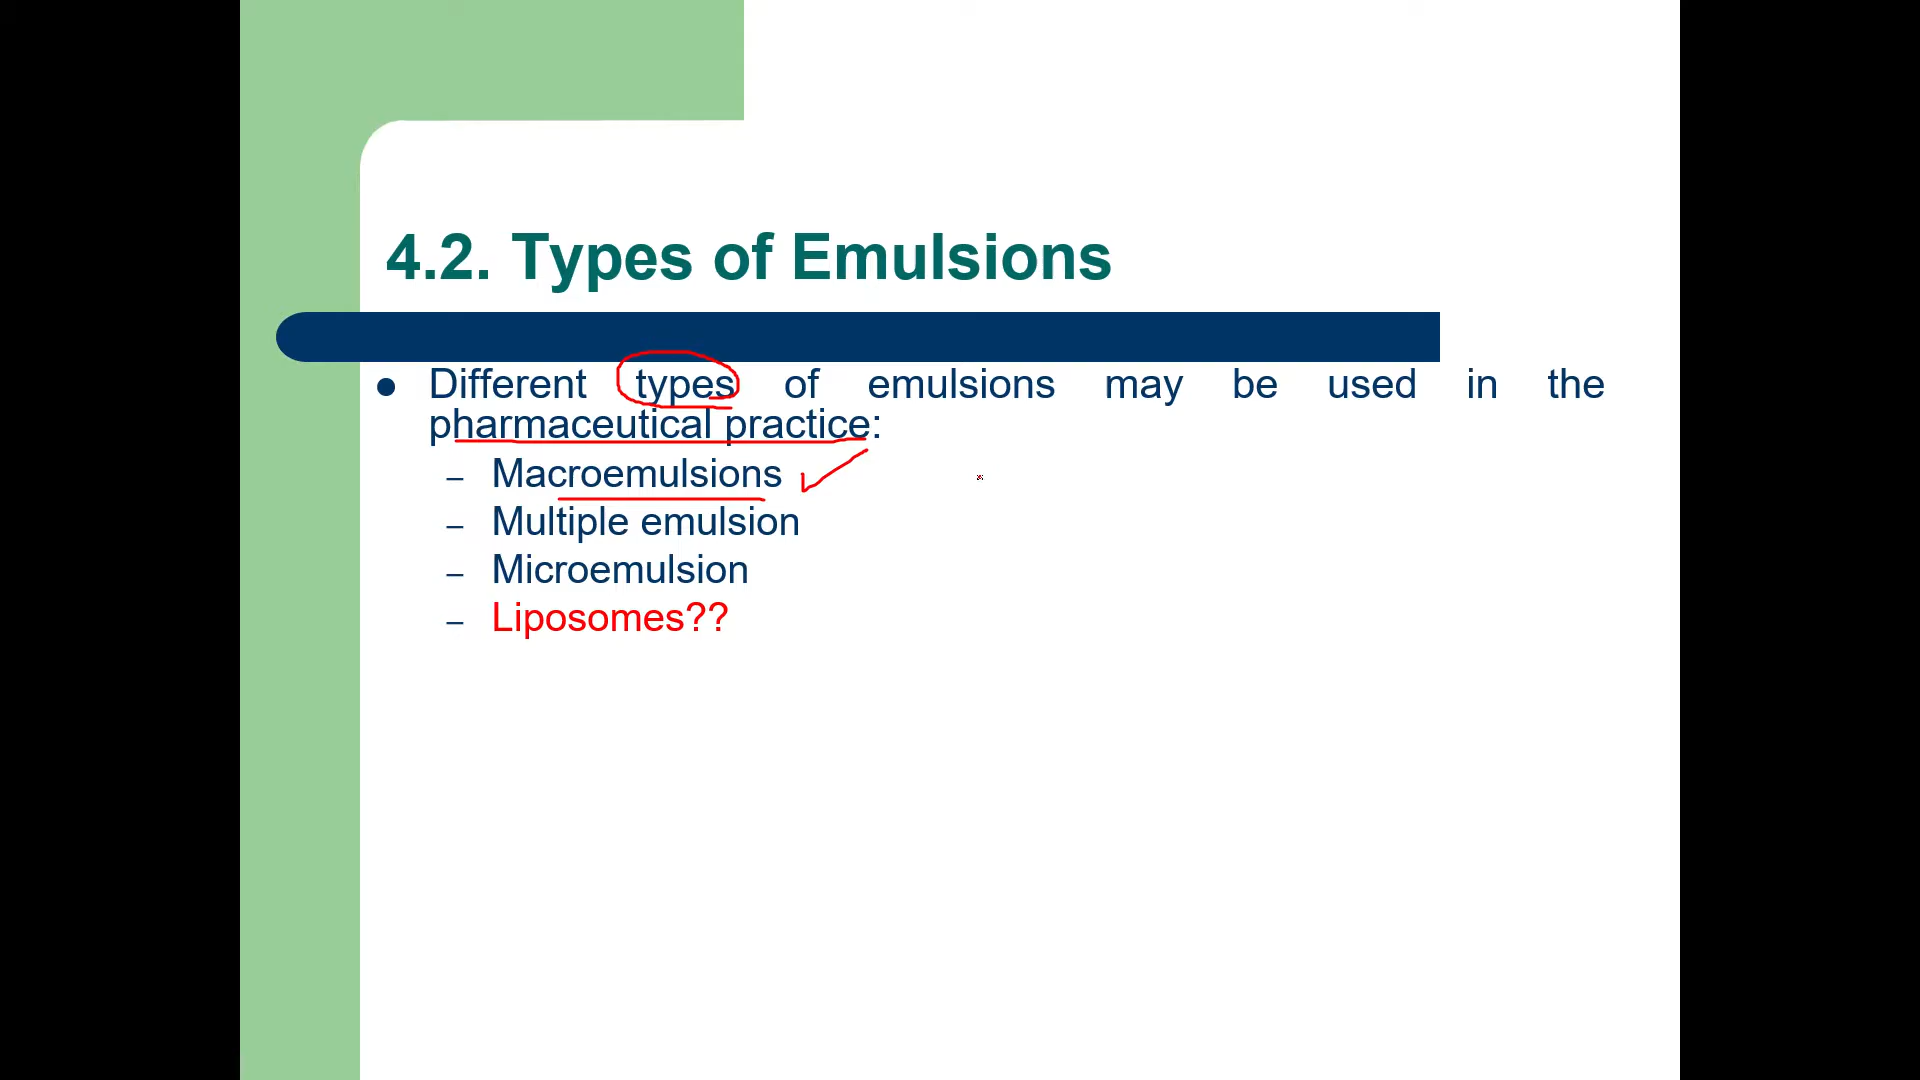 4.2. Types of Emulsions
● Different types of emulsions may be used in the
pharmaceutical practice:
– Macroemulsions
– Multiple emulsion
– Microemulsion
– Liposomes??